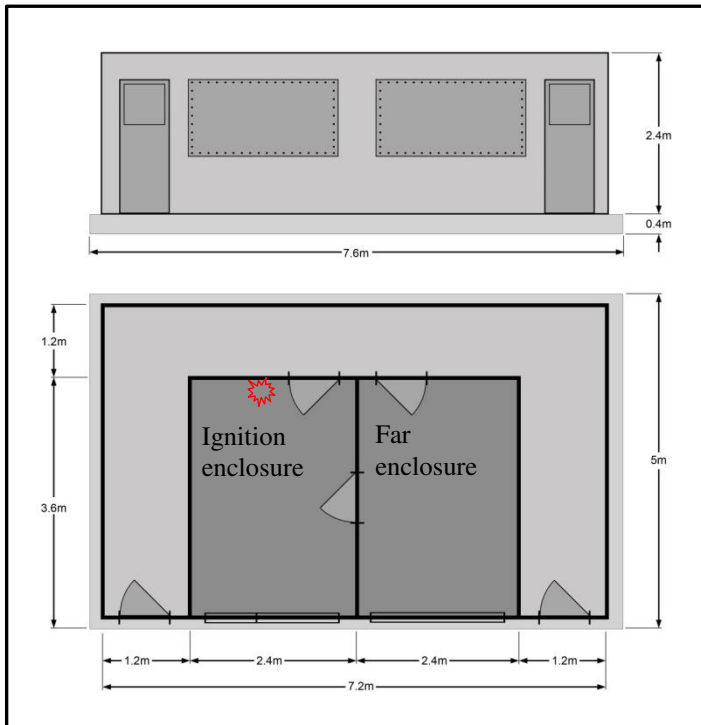 2.4m
0.4m
7.6m
1.2m
Ignition
enclosure
Far
enclosure
3.6m
5m
1.2m
2.4m
2.4m
1.2m
7.2m